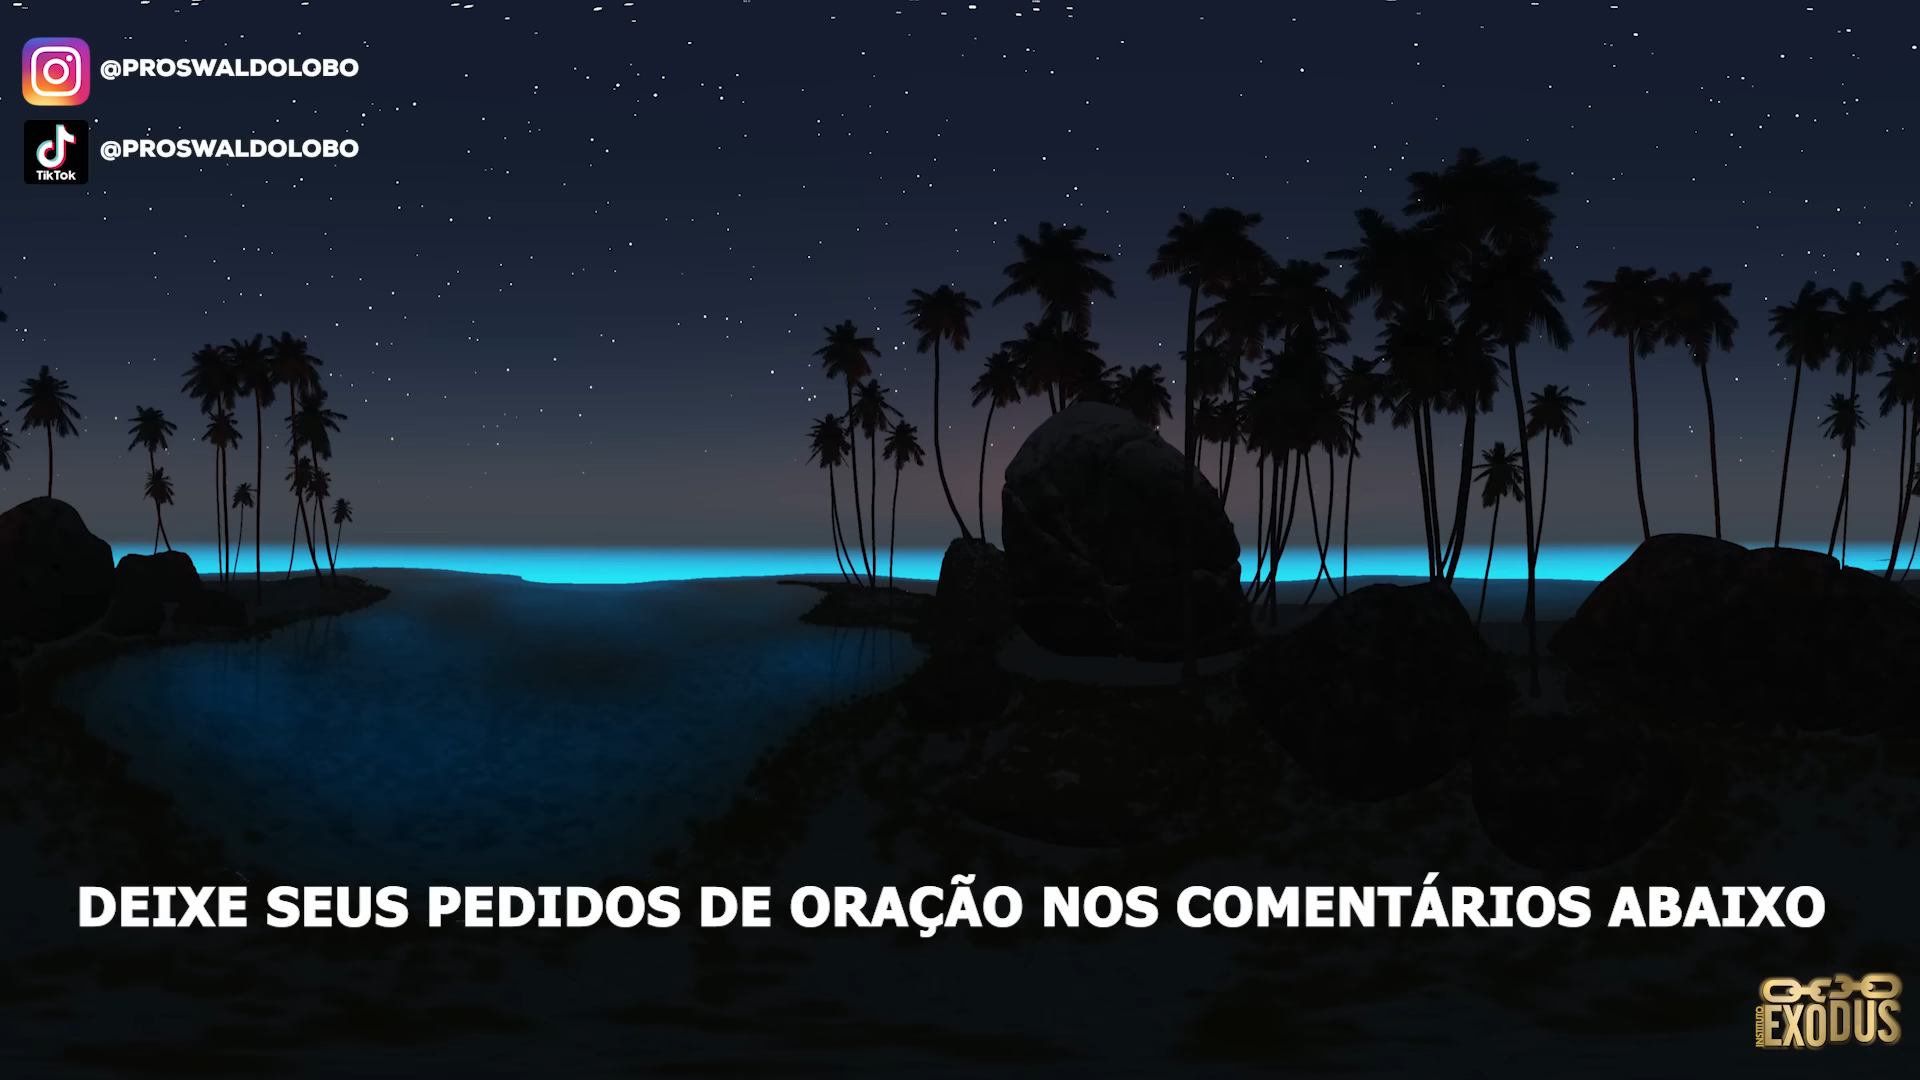 @PROSWALDOLOBO
TikTok
@PROSWALDOLOBO
DEIXE SEUS PEDIDOS DE ORAÇÃO NOS COMENTÁRIOS ABAIXO
INSTITUTO
EXODUS